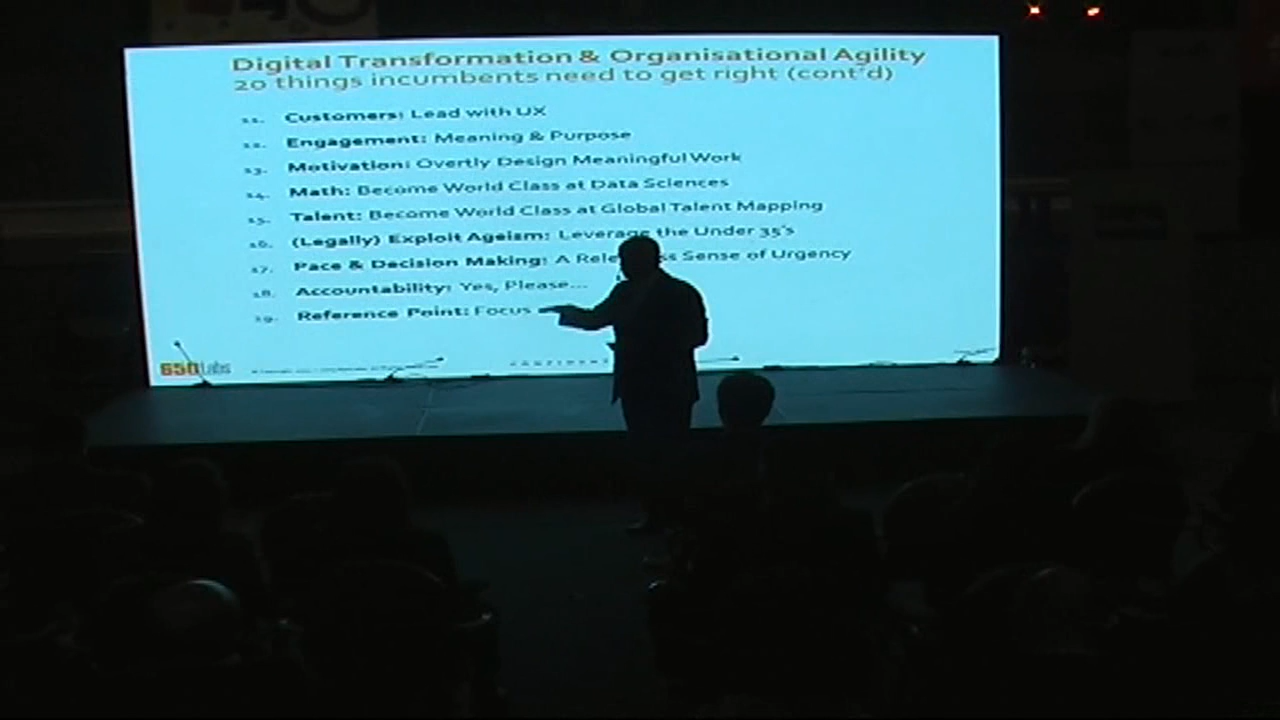 Digital Transformation & Organisational Agility
20 things incumbents need to get right (cont'd)
11. Customers: Lead with UX
12. Engagement: Meaning & Purpose
13. Motivation: Overtly Design Meaningful Work
14. Math: Become World Class at Data Sciences
15. Talent: Become World Class at Global Talent Mapping
16. (Legally) Exploit Ageism: Leverage the Under 35's
17. Pace & Decision Making: A Rele ss Sense of Urgency
18. Accountability: Yes, Please...
19. Reference Point: Focus
650Labs